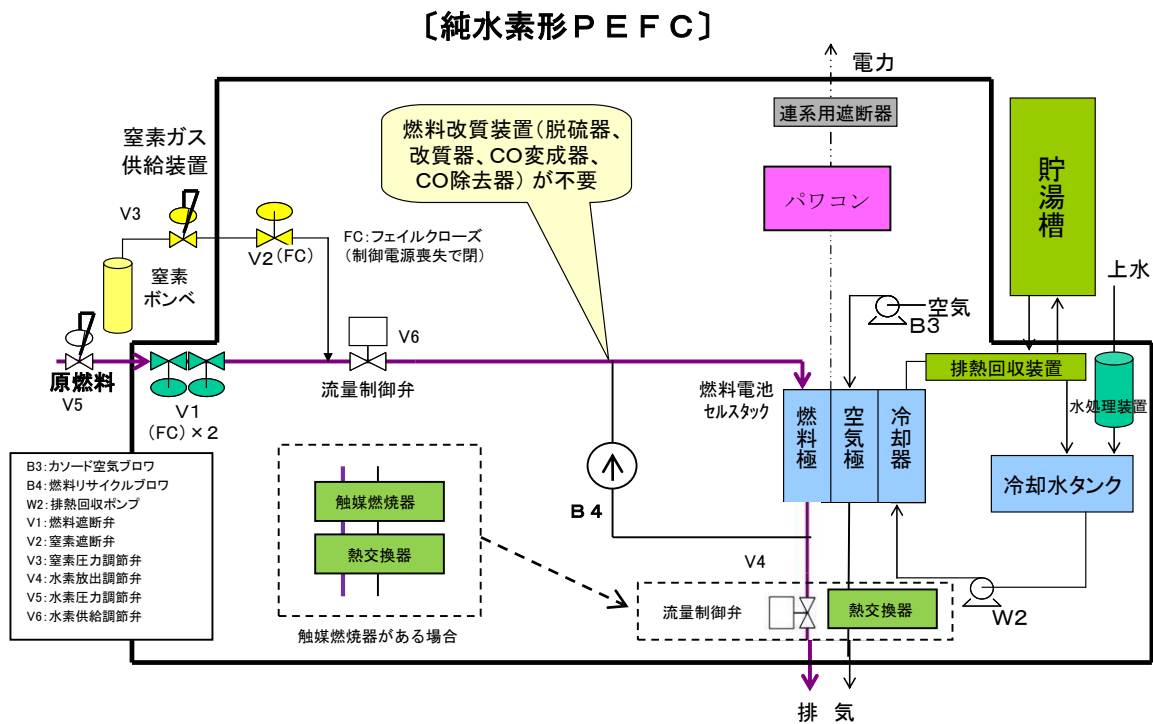 〔純水素形ＰＥＦＣ〕
電力
連系用遮断器
燃料改質装置（脱硫器、
改質器、ＣＯ変成器、
ＣＯ除去器）が不要
窒素ガス
供給装置
貯湯槽
パワコン
V3
V2（FC）
FC：フェイルクローズ
（制御電源喪失で閉）
窒素
ボンベ
上水
空気
B3
V6
原燃料
V5
流量制御弁
排熱回収装置
V1
（FC）×２
燃料電池
セルスタック
燃料極
空気極
冷却器
水処理装置
冷却水タンク
B3：カソード空気ブロワ
B4：燃料リサイクルブロワ
W2：排熱回収ポンプ
V1：燃料遮断弁
V2：窒素遮断弁
V3：窒素圧力調節弁
V4：水素放出調節弁
V5：水素圧力調節弁
V6：水素供給調節弁
触媒燃焼器
熱交換器
触媒燃焼器がある場合
B4
V4
流量制御弁
熱交換器
W2
排 気